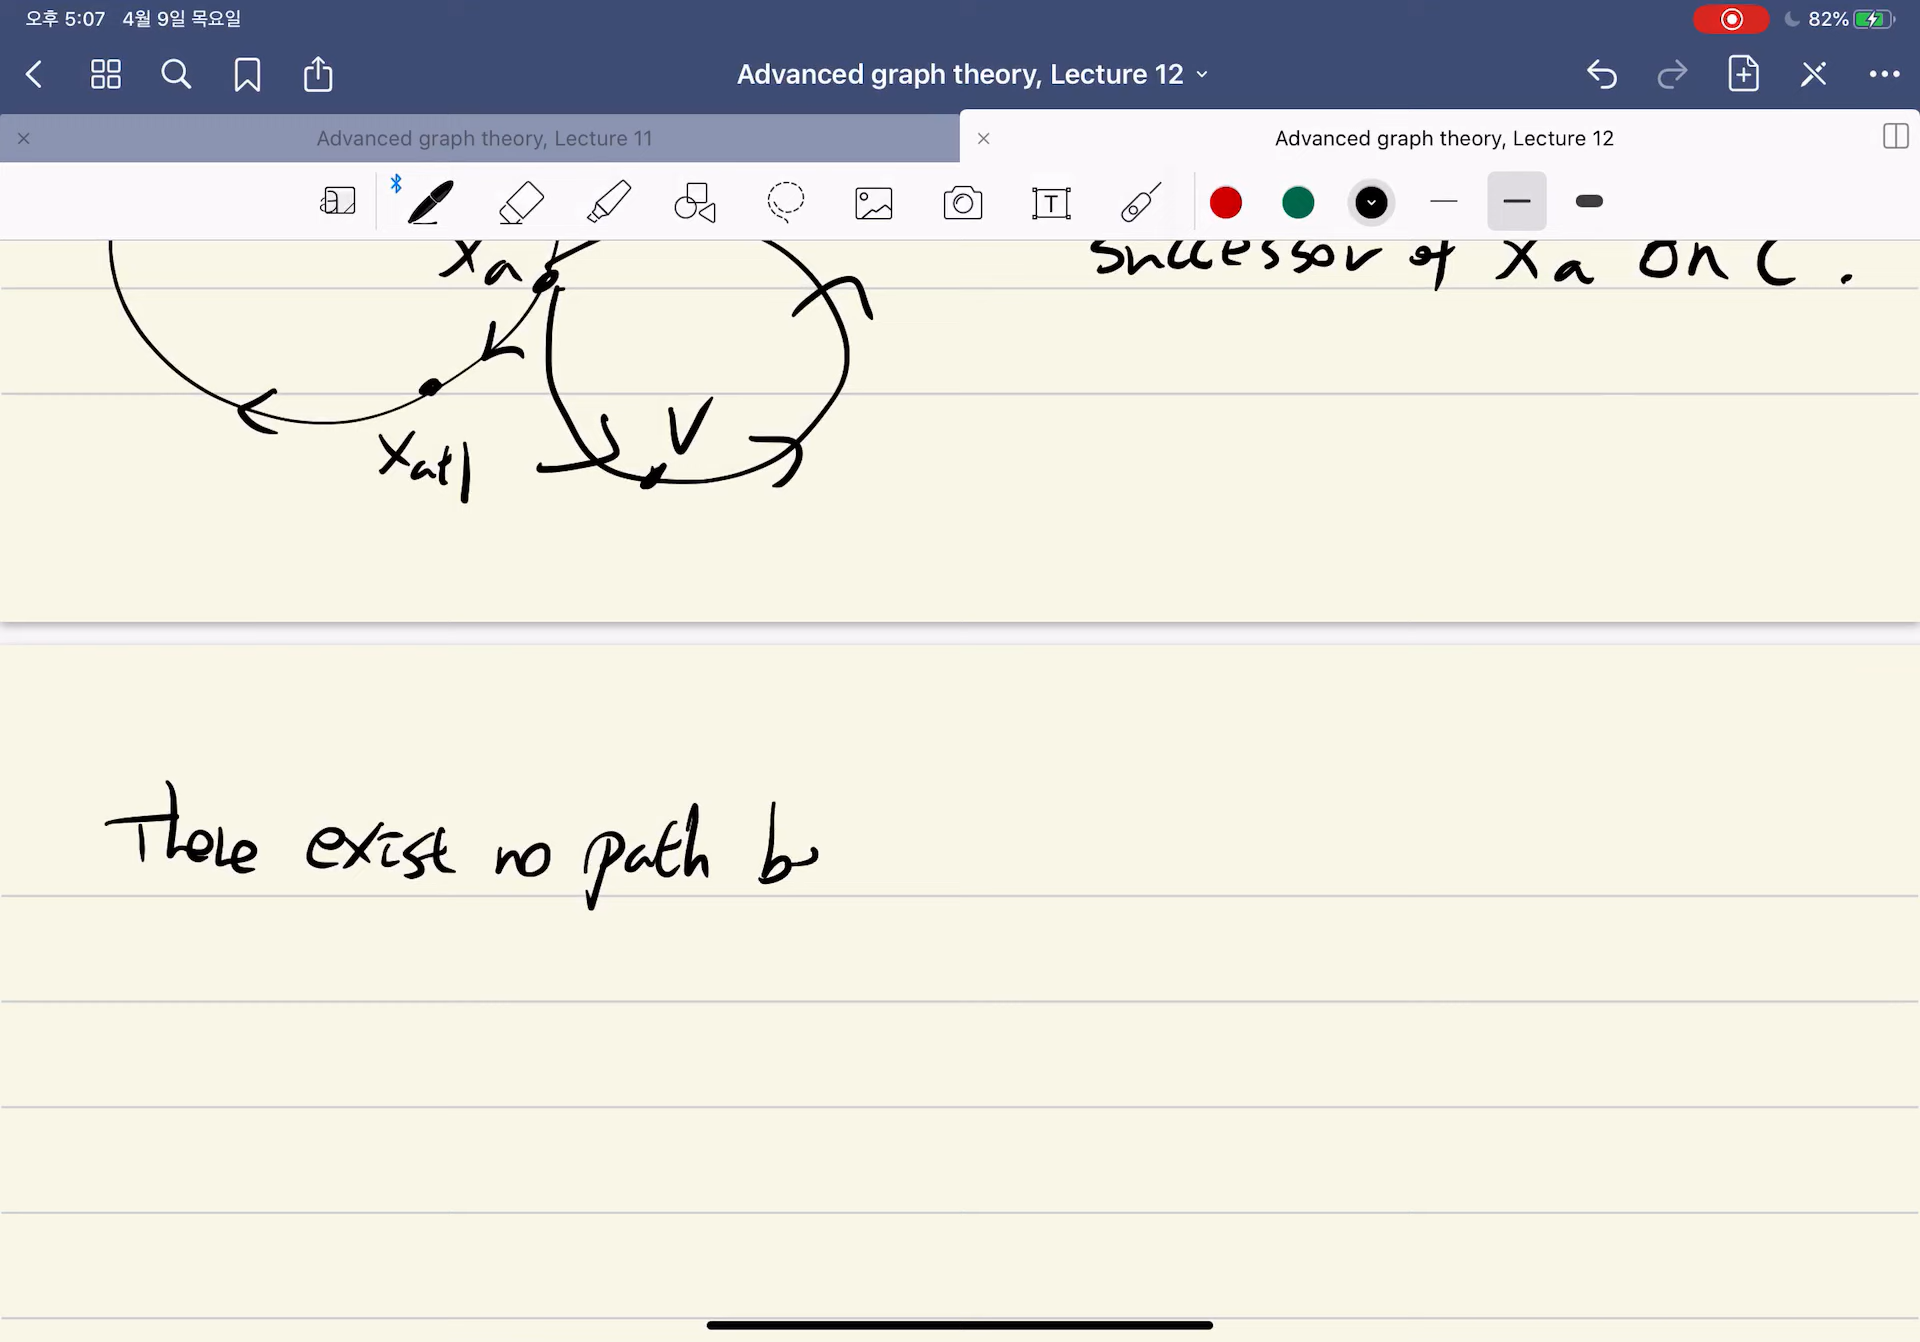 오후 5:07 4월 9일 목요일 82%
Advanced graph theory, Lecture 12
Advanced graph theory, Lecture 11 Advanced graph theory, Lecture 12
a T
Xa successor of Xa on C.
V
Xa+1
There exist no path b